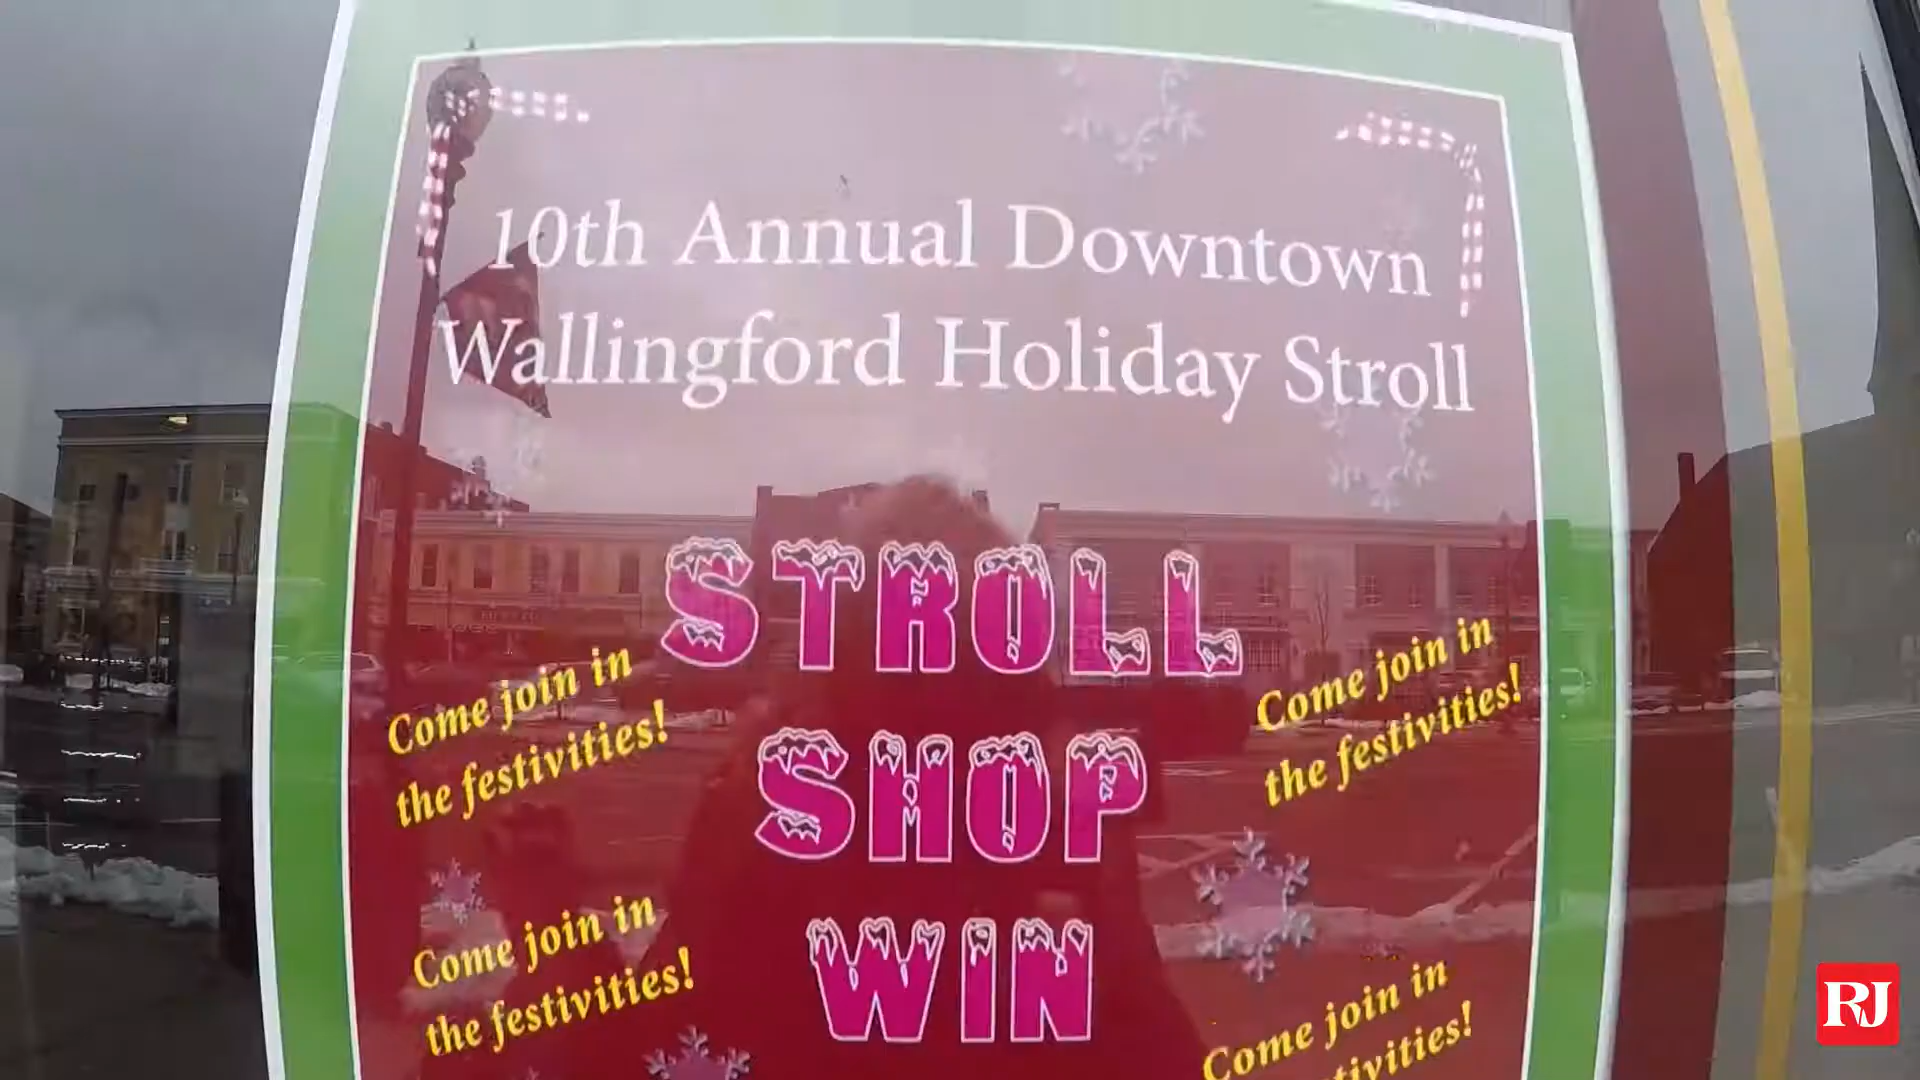 10th Annual Downtown
Wallingford Holiday Stroll
STROLL
SHOP
WIN
Come join in
the festivities!
Come join in
the festivities!
Come join in
the festivities!
Come join in
RJ